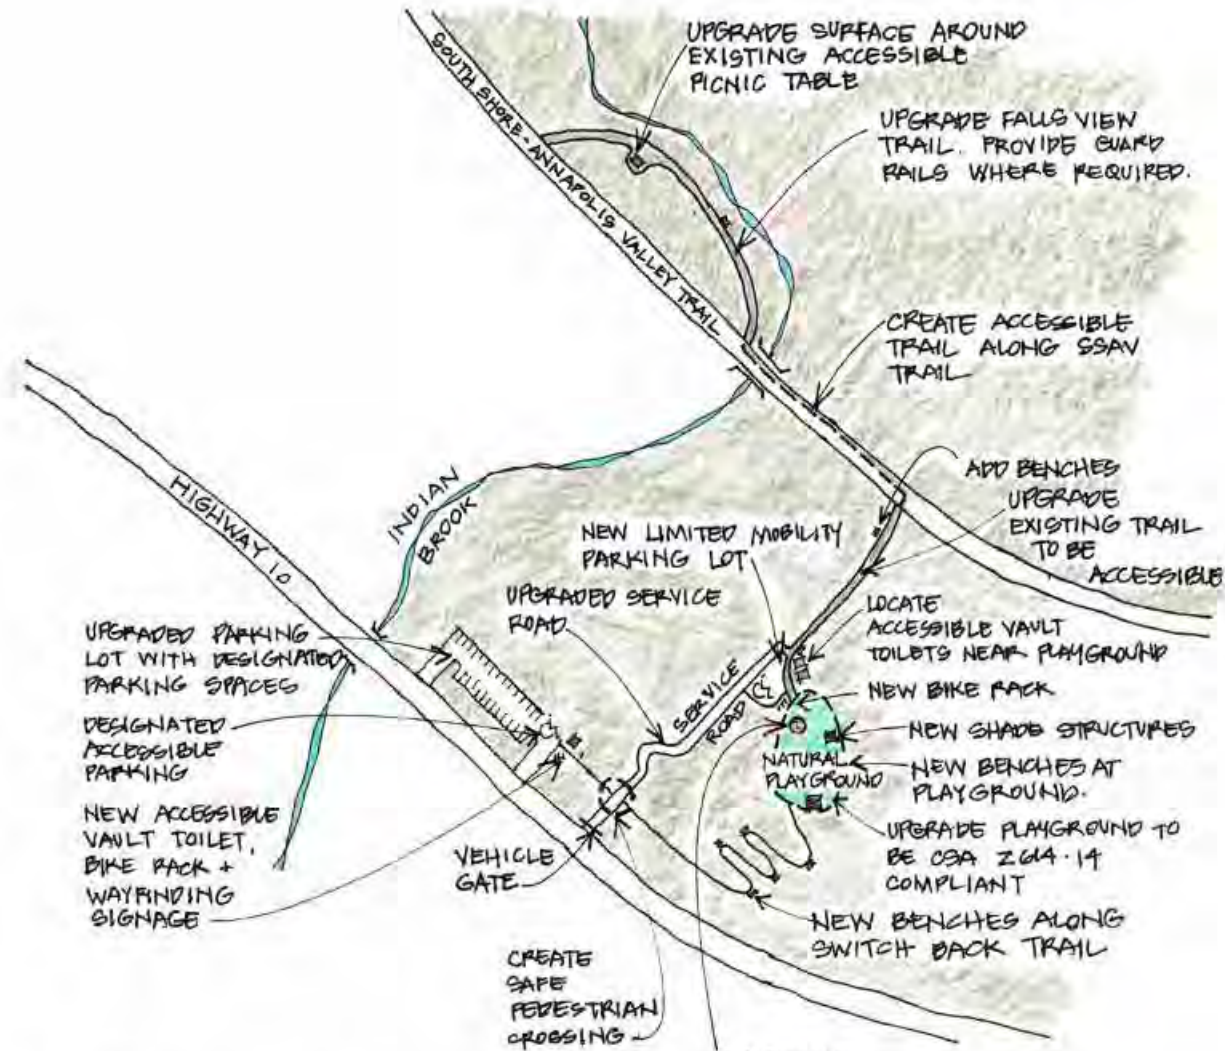 UPGRADE SURFACE AROUND
EXISTING ACCESSIBLE
PICNIC TABLE
UPGRADE FALLS VIEW
TRAIL. PROVIDE GUARD
RAILS WHERE REQUIRED.
SOUTH SHORE - ANNAPOLIS VALLEY TRAIL
CREATE ACCESSIBLE
TRAIL ALONG SSAV
TRAIL
ADD BENCHES
UPGRADE
EXISTING TRAIL
TO BE
ACCESSIBLE
HIGHWAY 10
INDIAN
BROOK
NEW LIMITED MOBILITY
PARKING LOT
UPGRADED SERVICE
ROAD
LOCATE
ACCESSIBLE VAULT
TOILETS NEAR PLAYGROUND
UPGRADED PARKING
LOT WITH DESIGNATED
PARKING SPACES
SERVICE
ROAD
NEW BIKE RACK
NEW SHADE STRUCTURES
DESIGNATED
ACCESSIBLE
PARKING
NATURAL
PLAYGROUND
NEW BENCHES AT
PLAYGROUND.
NEW ACCESSIBLE
VAULT TOILET,
BIKE RACK +
WAYFINDING
SIGNAGE
VEHICLE
GATE
UPGRADE PLAYGROUND TO
BE CSA Z614-14
COMPLIANT
NEW BENCHES ALONG
SWITCH BACK TRAIL
CREATE
SAFE
PEDESTRIAN
CROSSING